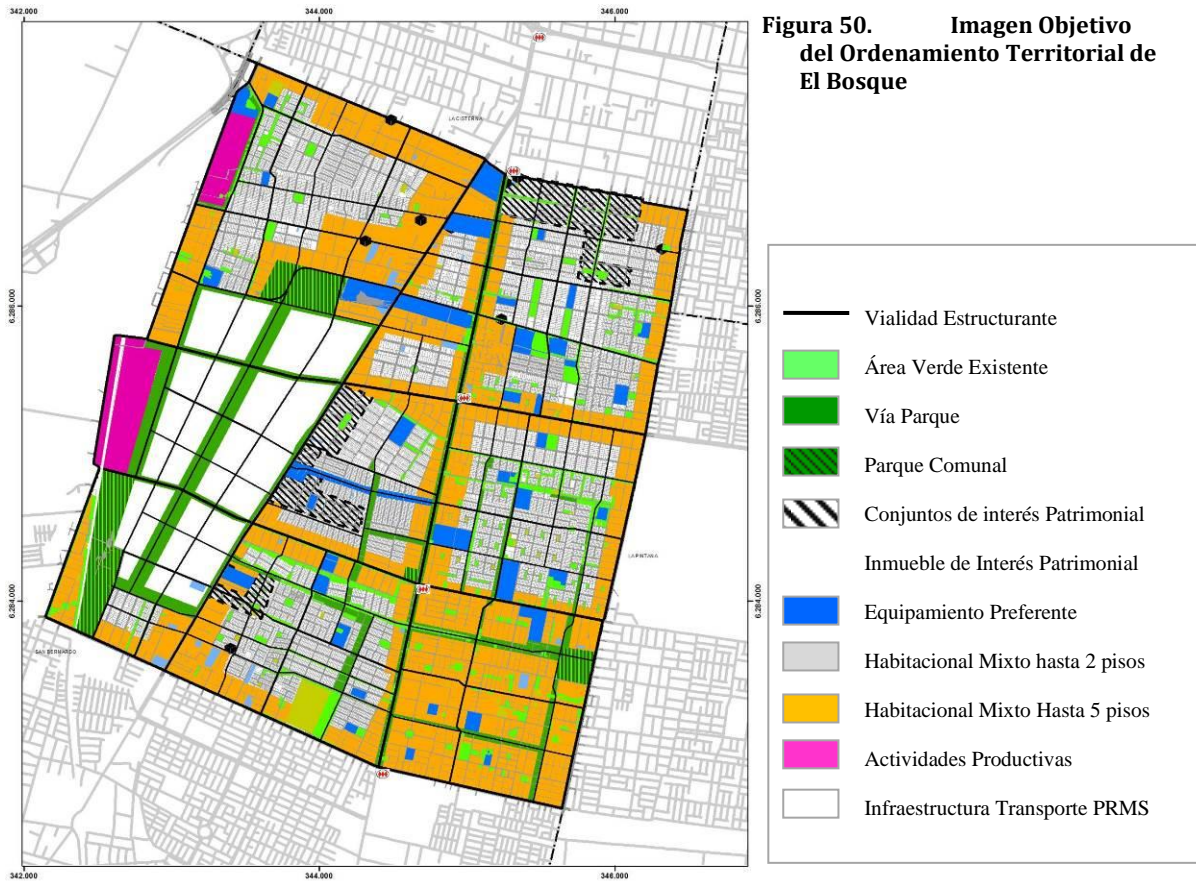 342.000 344.000 346.000
Figura 50. Imagen Objetivo
del Ordenamiento Territorial de
El Bosque
LA CISTERNA
6.286.000 6.286.000
Vialidad Estructurante
Área Verde Existente
Vía Parque
Parque Comunal
Conjuntos de interés Patrimonial
Inmueble de Interés Patrimonial
Equipamiento Preferente
Habitacional Mixto hasta 2 pisos
Habitacional Mixto Hasta 5 pisos
Actividades Productivas
Infraestructura Transporte PRMS
LA PINTANA
6.284.000 6.284.000
SAN BERNARDO
342.000 344.000 346.000